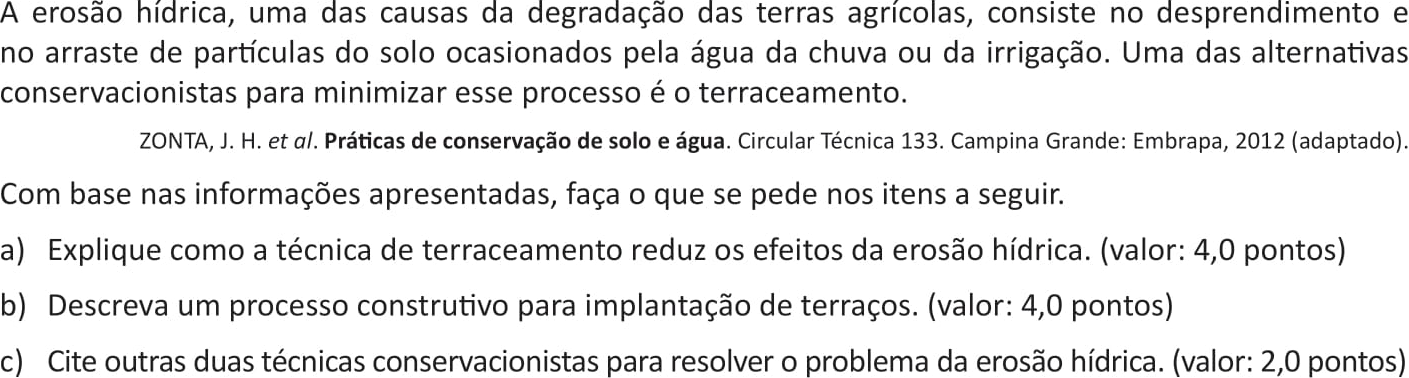 A erosão hídrica, uma das causas da degradação das terras agrícolas, consiste no desprendimento e
no arraste de partículas do solo ocasionados pela água da chuva ou da irrigação. Uma das alternativas
conservacionistas para minimizar esse processo é o terraceamento.
ZONTA, J. H. et al. Práticas de conservação de solo e água. Circular Técnica 133. Campina Grande: Embrapa, 2012 (adaptado).
Com base nas informações apresentadas, faça o que se pede nos itens a seguir.
a) Explique como a técnica de terraceamento reduz os efeitos da erosão hídrica. (valor: 4,0 pontos)
b) Descreva um processo construtivo para implantação de terraços. (valor: 4,0 pontos)
c) Cite outras duas técnicas conservacionistas para resolver o problema da erosão hídrica. (valor: 2,0 pontos)